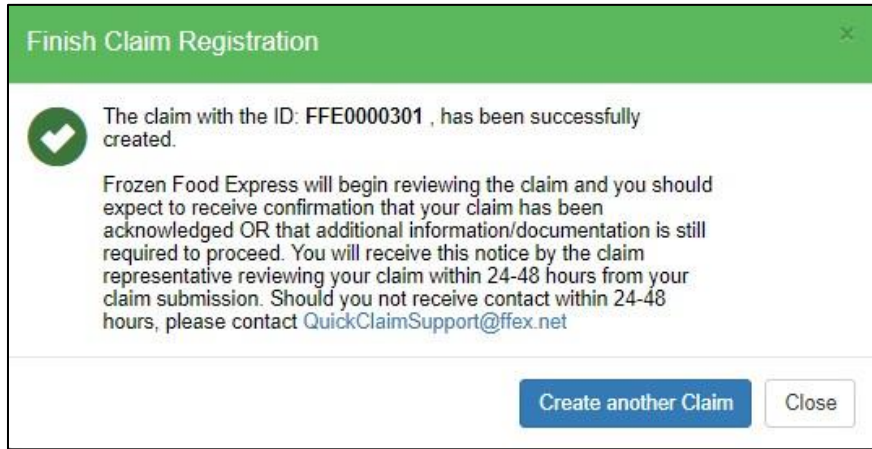 Finish Claim Registration
×
The claim with the ID: FFE0000301 , has been successfully
created.
Frozen Food Express will begin reviewing the claim and you should
expect to receive confirmation that your claim has been
acknowledged OR that additional information/documentation is still
required to proceed. You will receive this notice by the claim
representative reviewing your claim within 24-48 hours from your
claim submission. Should you not receive contact within 24-48
hours, please contact QuickClaimSupport@ffex.net
Create another Claim
Close